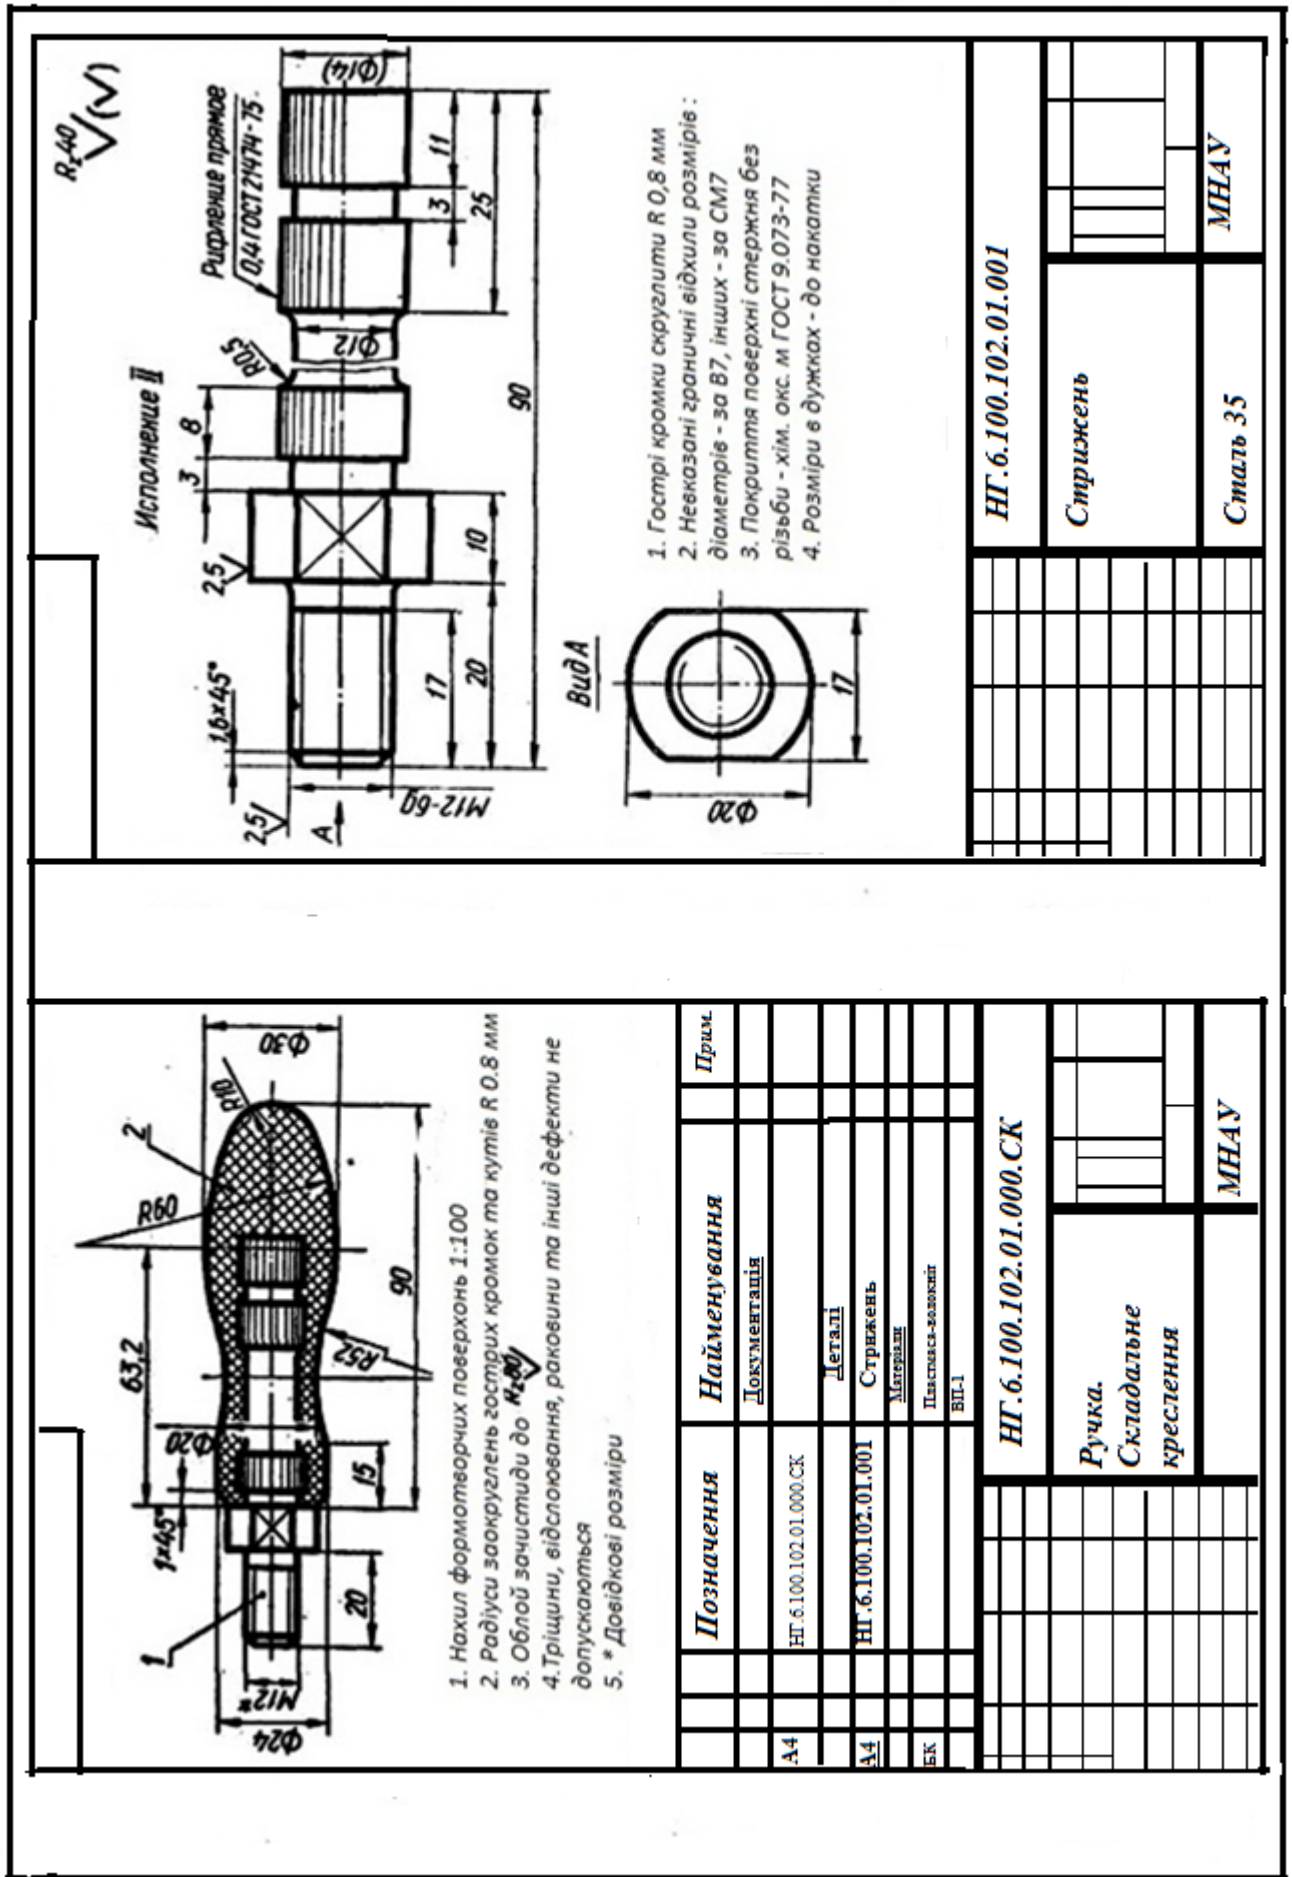 1×45°
63,2
R60
2
R10
Ф30
1
Ф24
М12*
Ф20
20
15
R52
90
1. Нахил формотворчих поверхонь 1:100
2. Радіуси заокруглень гострих кромок та кутів R 0.8 мм
3. Облой зачистиди до Rz80
4.Тріщини, відслоювання, раковини та інші дефекти не
допускаються
5. * Довідкові розміри
Позначення
Найменування
Прим.
Документація
А4
НГ.6.100.102.01.000.СК
Деталі
А4
НГ.6.100.102.01.001
Стрижень
Матеріали
БК
Пластмаса-волокніт
ВП-1
НГ.6.100.102.01.000.СК
Ручка.
Складальне
креслення
МНАУ
Rz40
(√)
Исполнение II
Рифление прямое
0,4 ГОСТ 21474-75.
2,5
А
1,6×45°
2,5
3
8
R0,5
Ф12
(Ф14)
М12-6g
17
20
10
3
11
25
90
Вид А
Ф20
17
1. Гострі кромки скруглити R 0,8 мм
2. Невказані граничні відхили розмірів :
діаметрів - за В7, інших - за СМ7
3. Покриття поверхні стержня без
різьби - хім. окс. м ГОСТ 9.073-77
4. Розміри в дужках - до накатки
НГ.6.100.102.01.001
Стрижень
Сталь 35
МНАУ